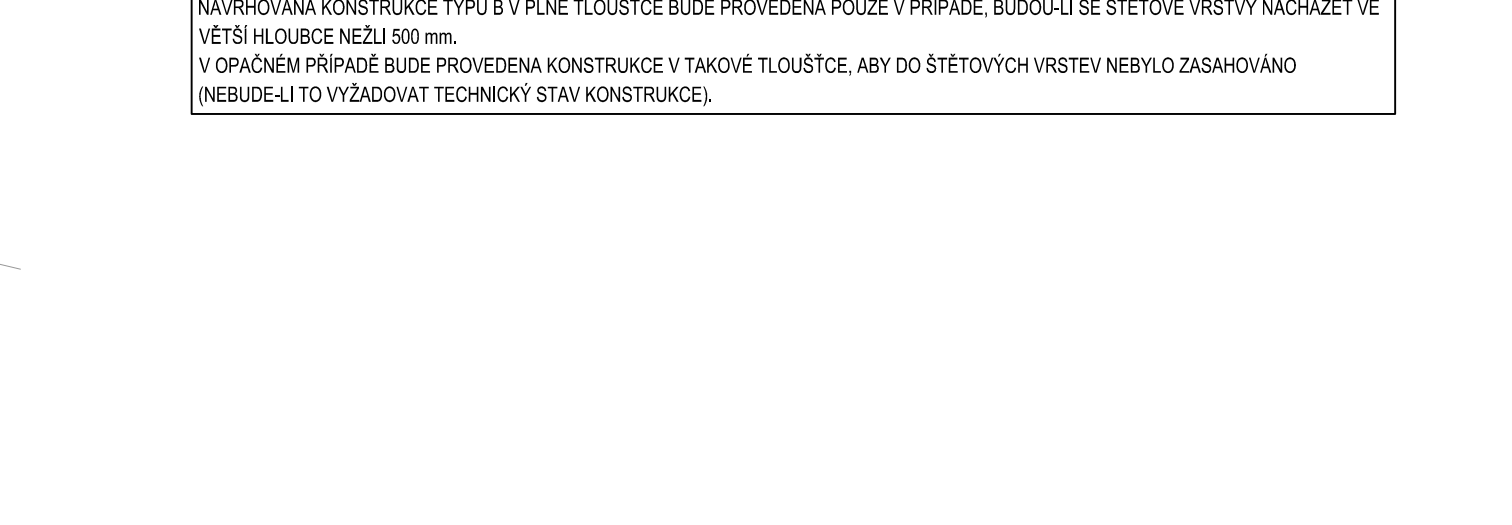 NAVRHOVANÁ KONSTRUKCE TYPU B V PLNÉ TLOUŠŤCE BUDE PROVEDENA POUZE V PŘÍPADĚ, BUDOU-LI SE ŠTĚTOVÉ VRSTVY NACHÁZET VE
VĚTŠÍ HLOUBCE NEŽLI 500 mm.
V OPAČNÉM PŘÍPADĚ BUDE PROVEDENA KONSTRUKCE V TAKOVÉ TLOUŠŤCE, ABY DO ŠTĚTOVÝCH VRSTEV NEBYLO ZASAHOVÁNO
(NEBUDE-LI TO VYŽADOVAT TECHNICKÝ STAV KONSTRUKCE).